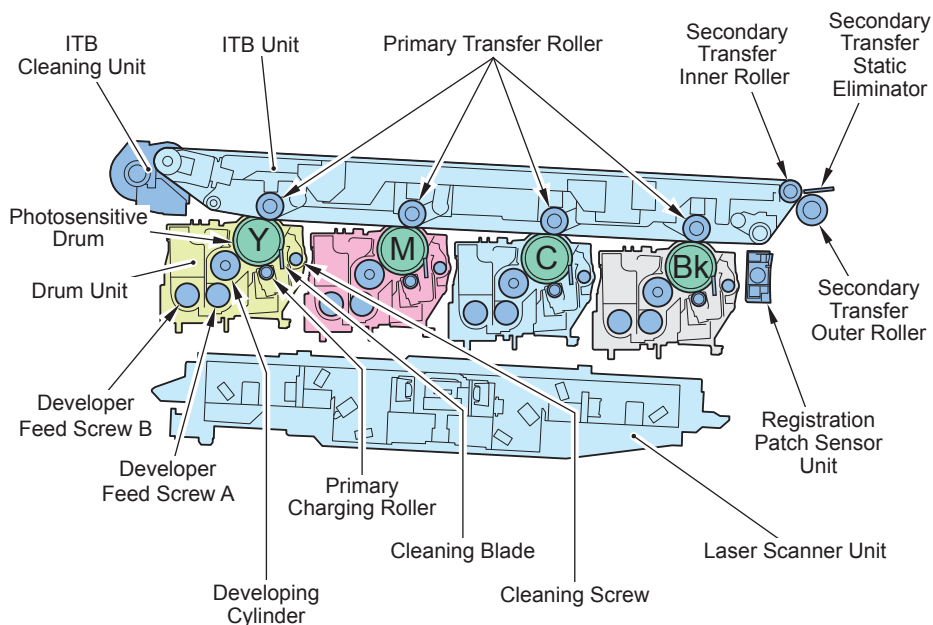 ITB
Cleaning Unit
ITB Unit
Primary Transfer Roller
Secondary
Transfer
Inner Roller
Secondary
Transfer
Static
Eliminator
Photosensitive
Drum
Drum Unit
Y
M
C
Bk
Secondary
Transfer
Outer Roller
Developer
Feed Screw B
Developer
Feed Screw A
Primary
Charging Roller
Registration
Patch Sensor
Unit
Cleaning Blade
Laser Scanner Unit
Developing
Cylinder
Cleaning Screw